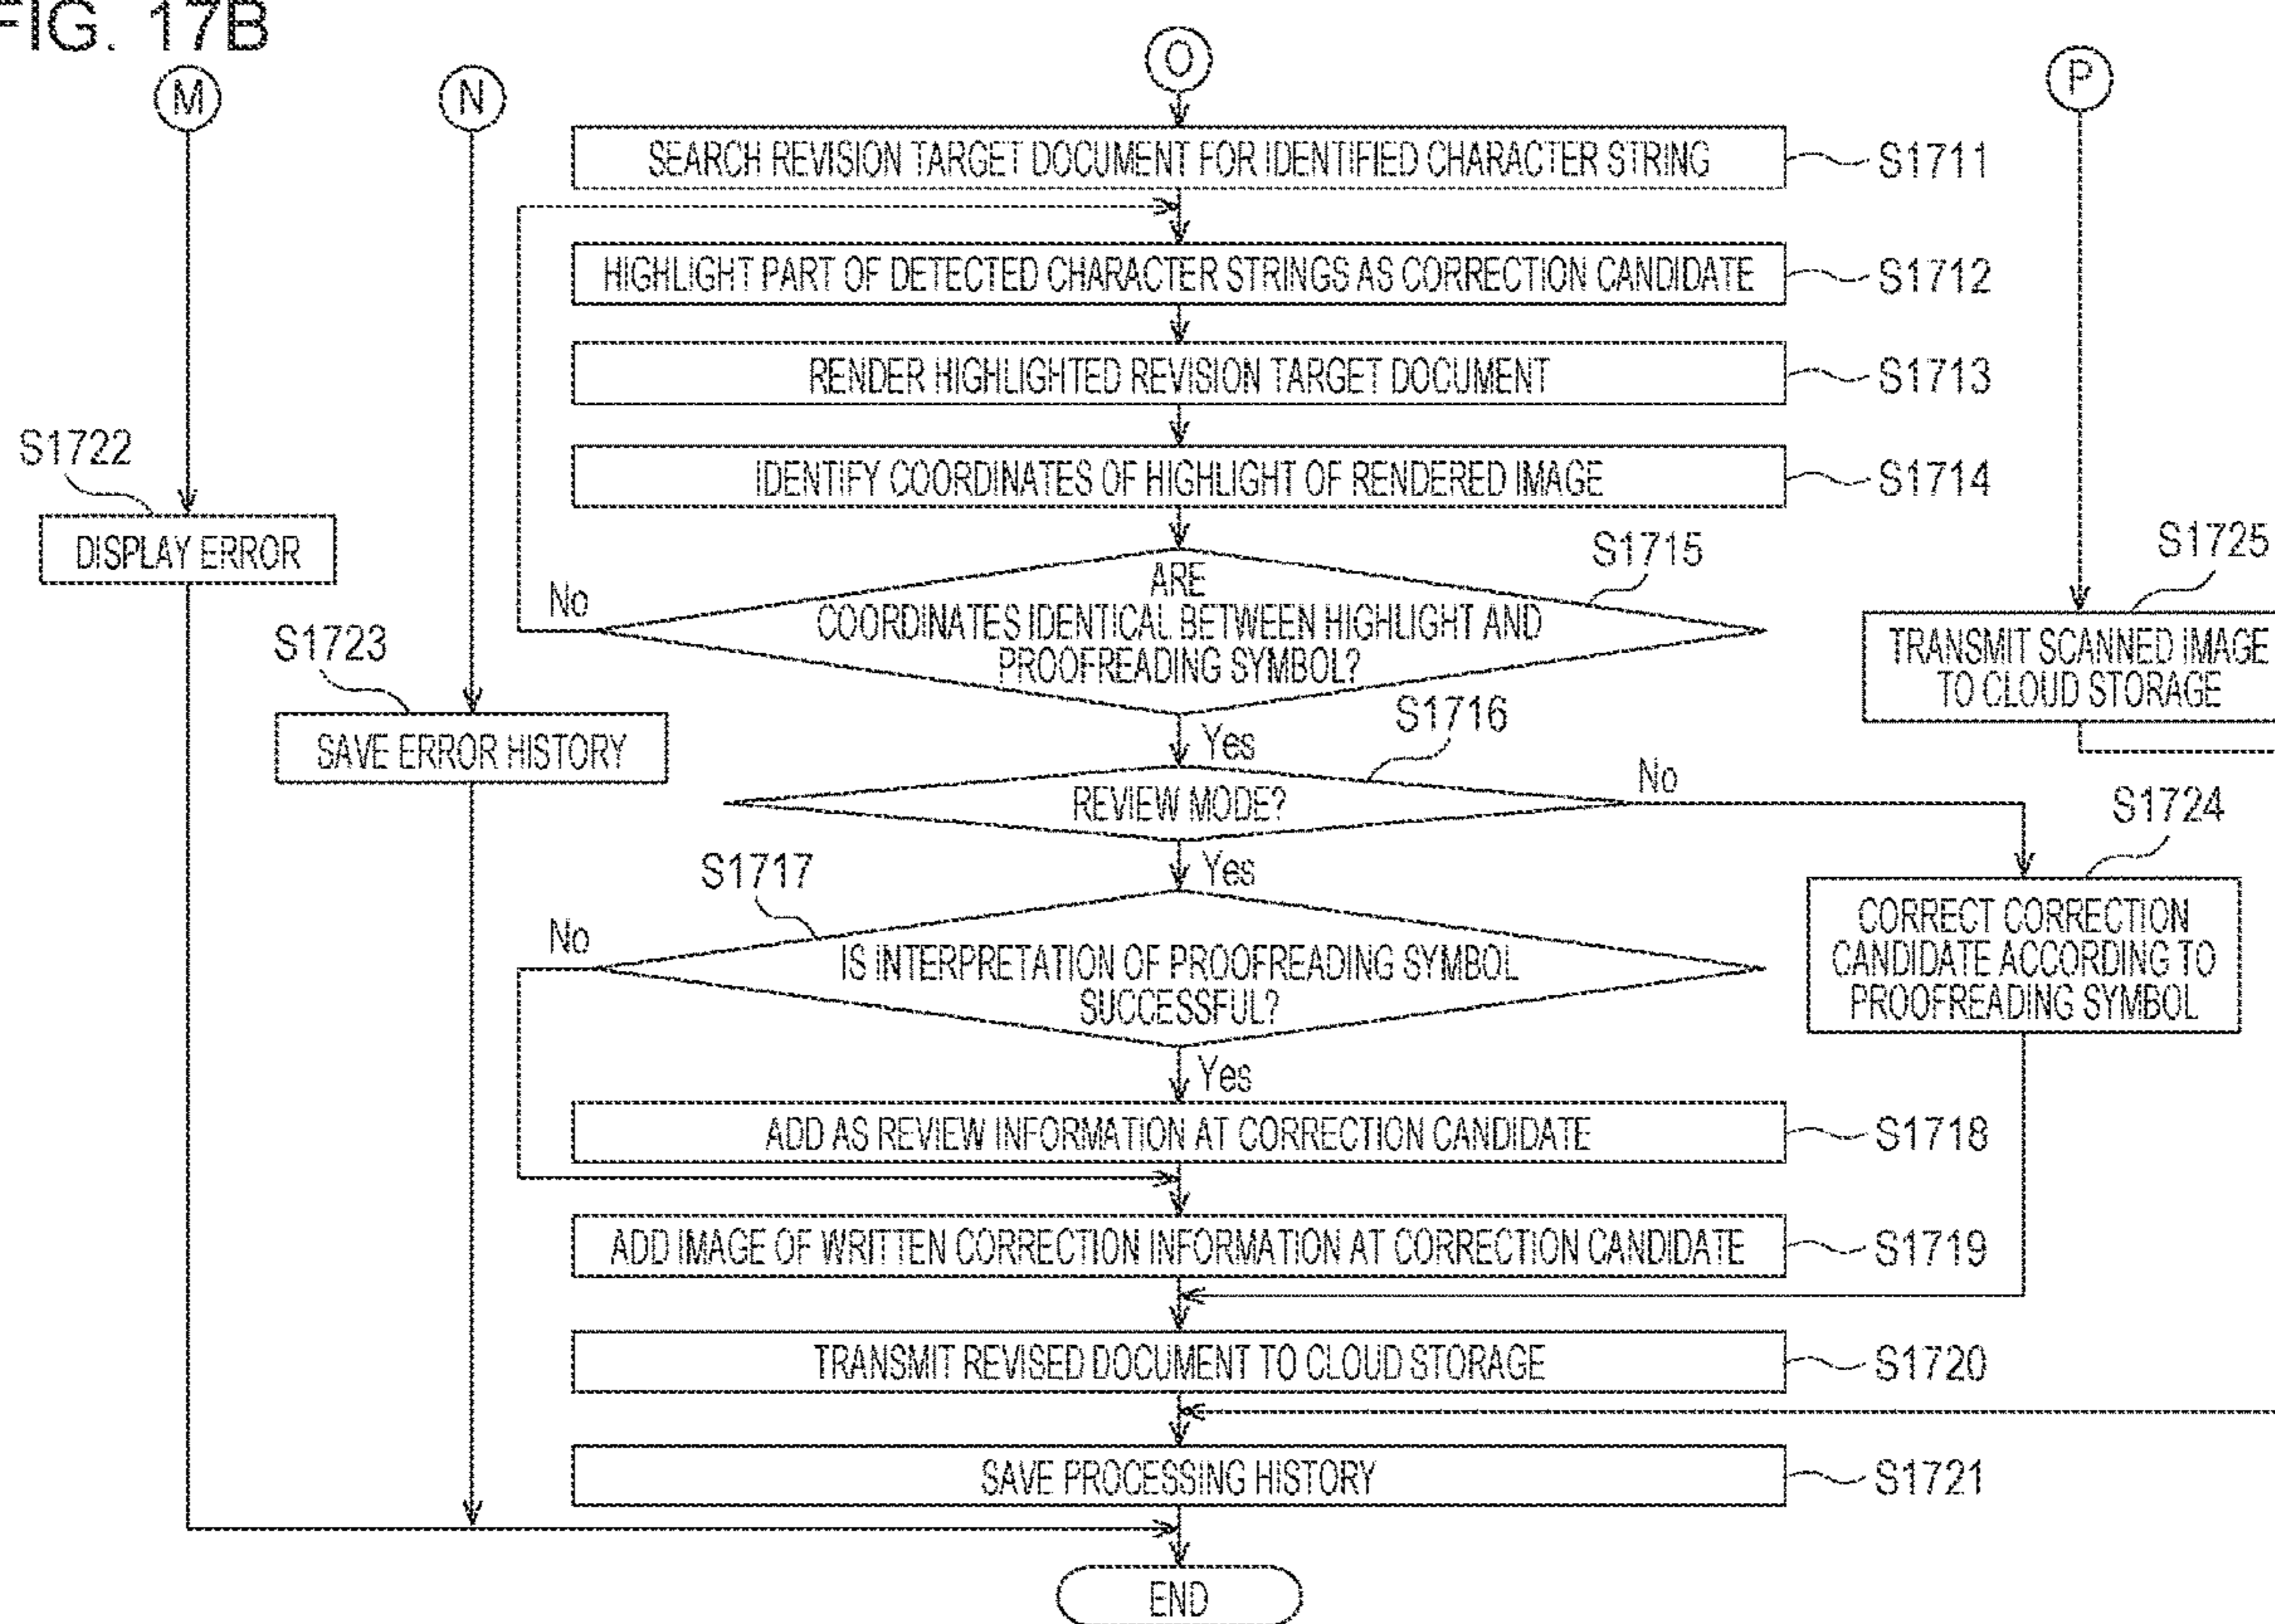 FIG. 17B
M
N
O
P
SEARCH REVISION TARGET DOCUMENT FOR IDENTIFIED CHARACTER STRING
S1711
HIGHLIGHT PART OF DETECTED CHARACTER STRINGS AS CORRECTION CANDIDATE
S1712
RENDER HIGHLIGHTED REVISION TARGET DOCUMENT
S1713
IDENTIFY COORDINATES OF HIGHLIGHT OF RENDERED IMAGE
S1714
S1722
DISPLAY ERROR
S1715
No
ARE
COORDINATES IDENTICAL BETWEEN HIGHLIGHT AND
PROOFREADING SYMBOL?
Yes
S1725
TRANSMIT SCANNED IMAGE
TO CLOUD STORAGE
S1723
SAVE ERROR HISTORY
S1716
REVIEW MODE?
No
Yes
S1724
CORRECT CORRECTION
CANDIDATE ACCORDING TO
PROOFREADING SYMBOL
S1717
No
IS INTERPRETATION OF PROOFREADING SYMBOL
SUCCESSFUL?
Yes
ADD AS REVIEW INFORMATION AT CORRECTION CANDIDATE
S1718
ADD IMAGE OF WRITTEN CORRECTION INFORMATION AT CORRECTION CANDIDATE
S1719
TRANSMIT REVISED DOCUMENT TO CLOUD STORAGE
S1720
SAVE PROCESSING HISTORY
S1721
END